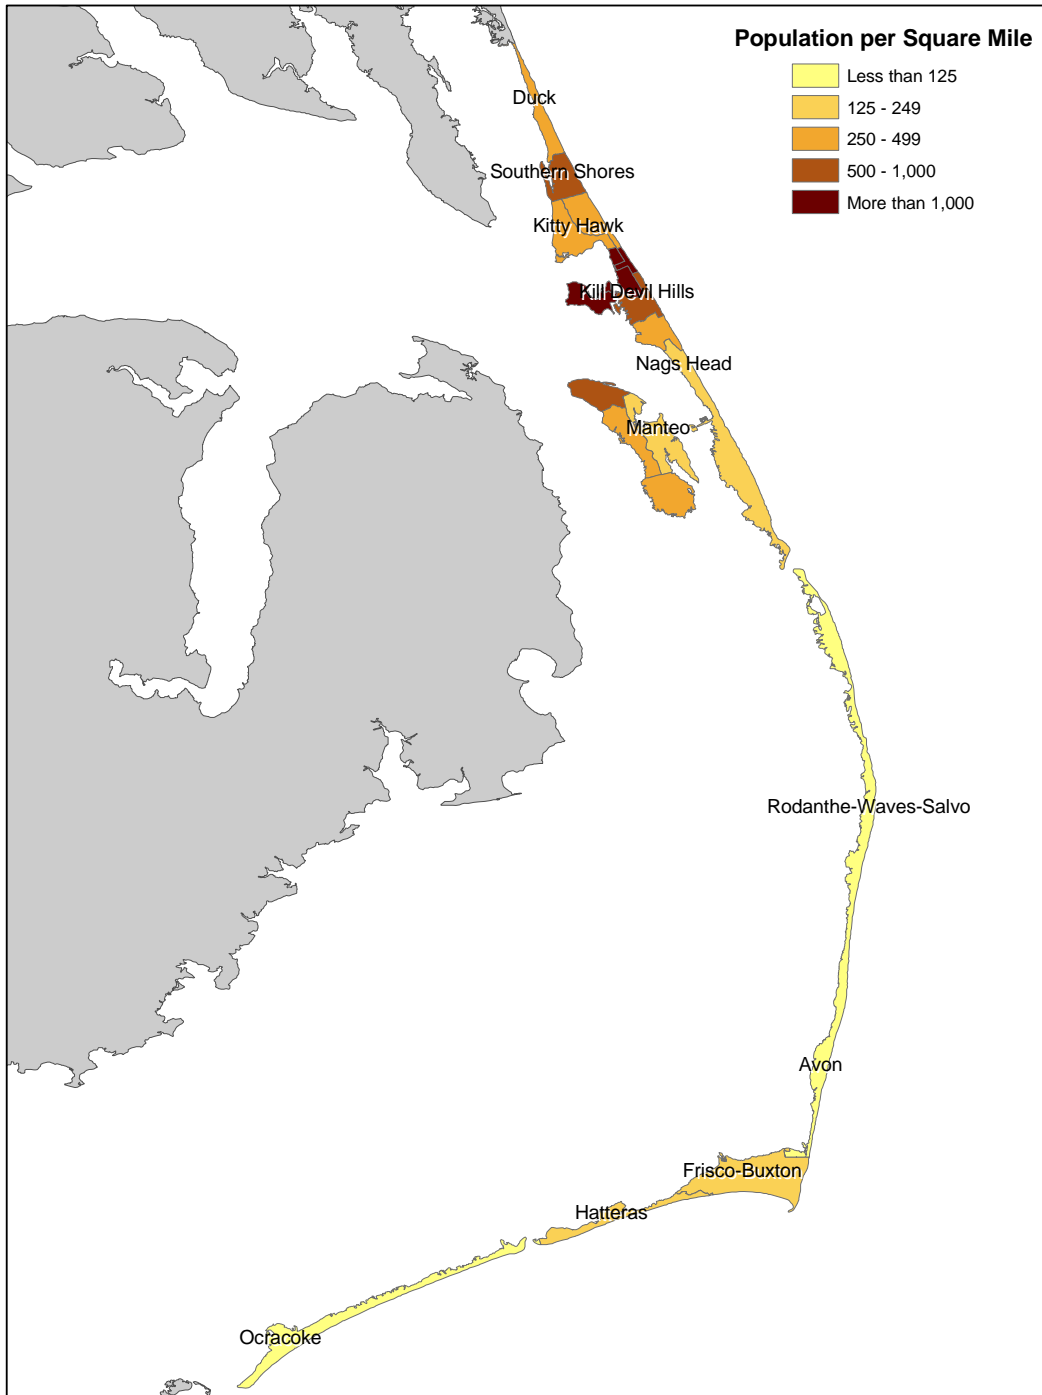 Population per Square Mile
Less than 125
125 - 249
250 - 499
500 - 1,000
More than 1,000
Duck
Southern Shores
Kitty Hawk
Kill Devil Hills
Nags Head
Manteo
Rodanthe-Waves-Salvo
Avon
Frisco-Buxton
Hatteras
Ocracoke